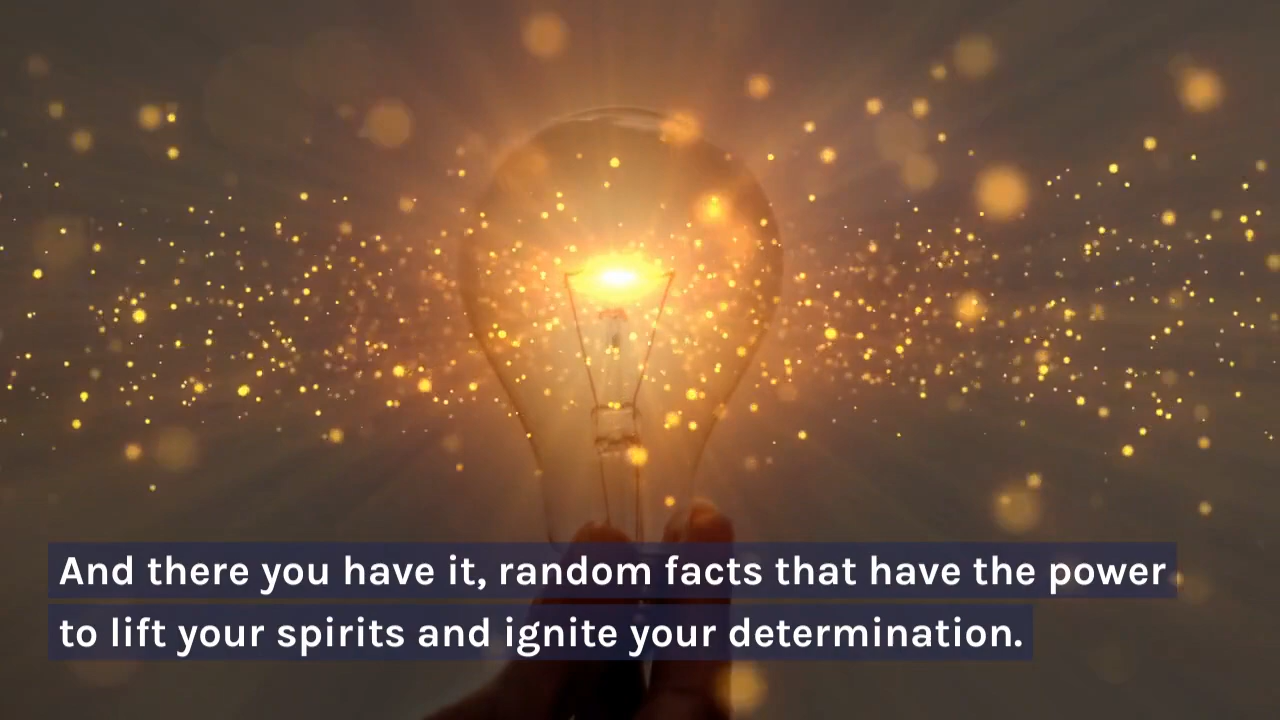 And there you have it, random facts that have the power
to lift your spirits and ignite your determination.